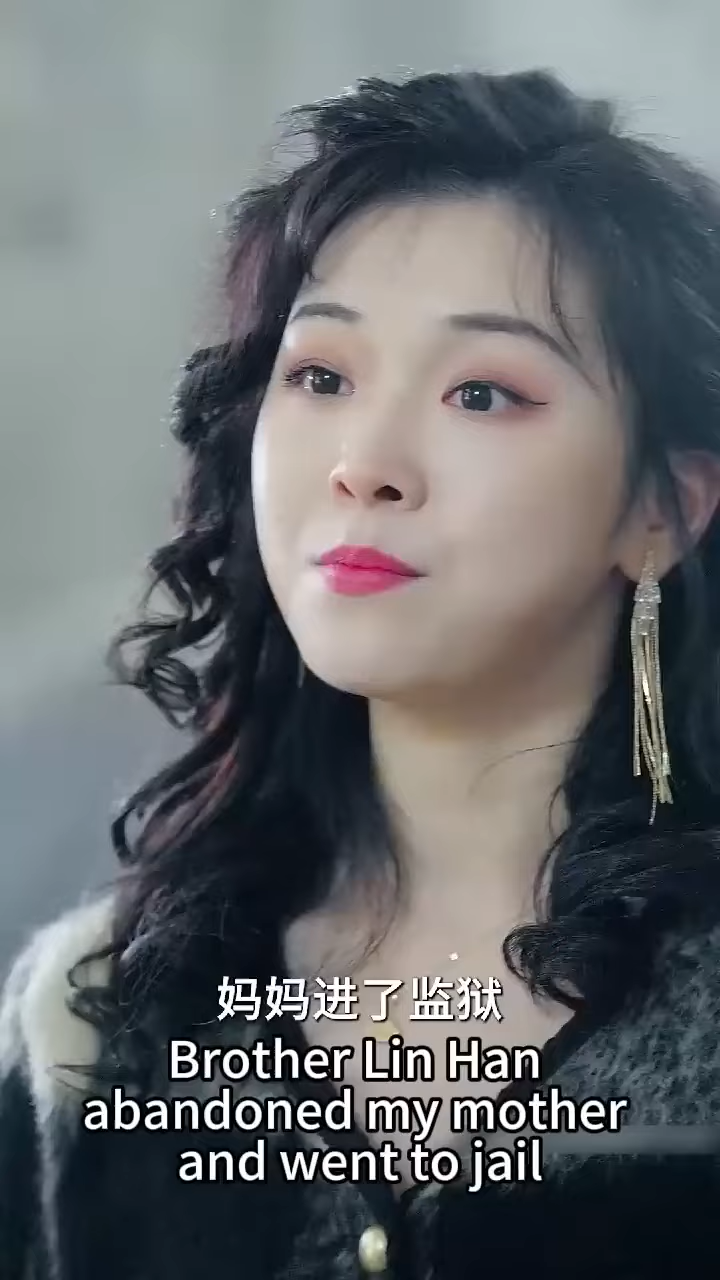 妈妈进了监狱
Brother Lin Han
abandoned my mother
and went to jail